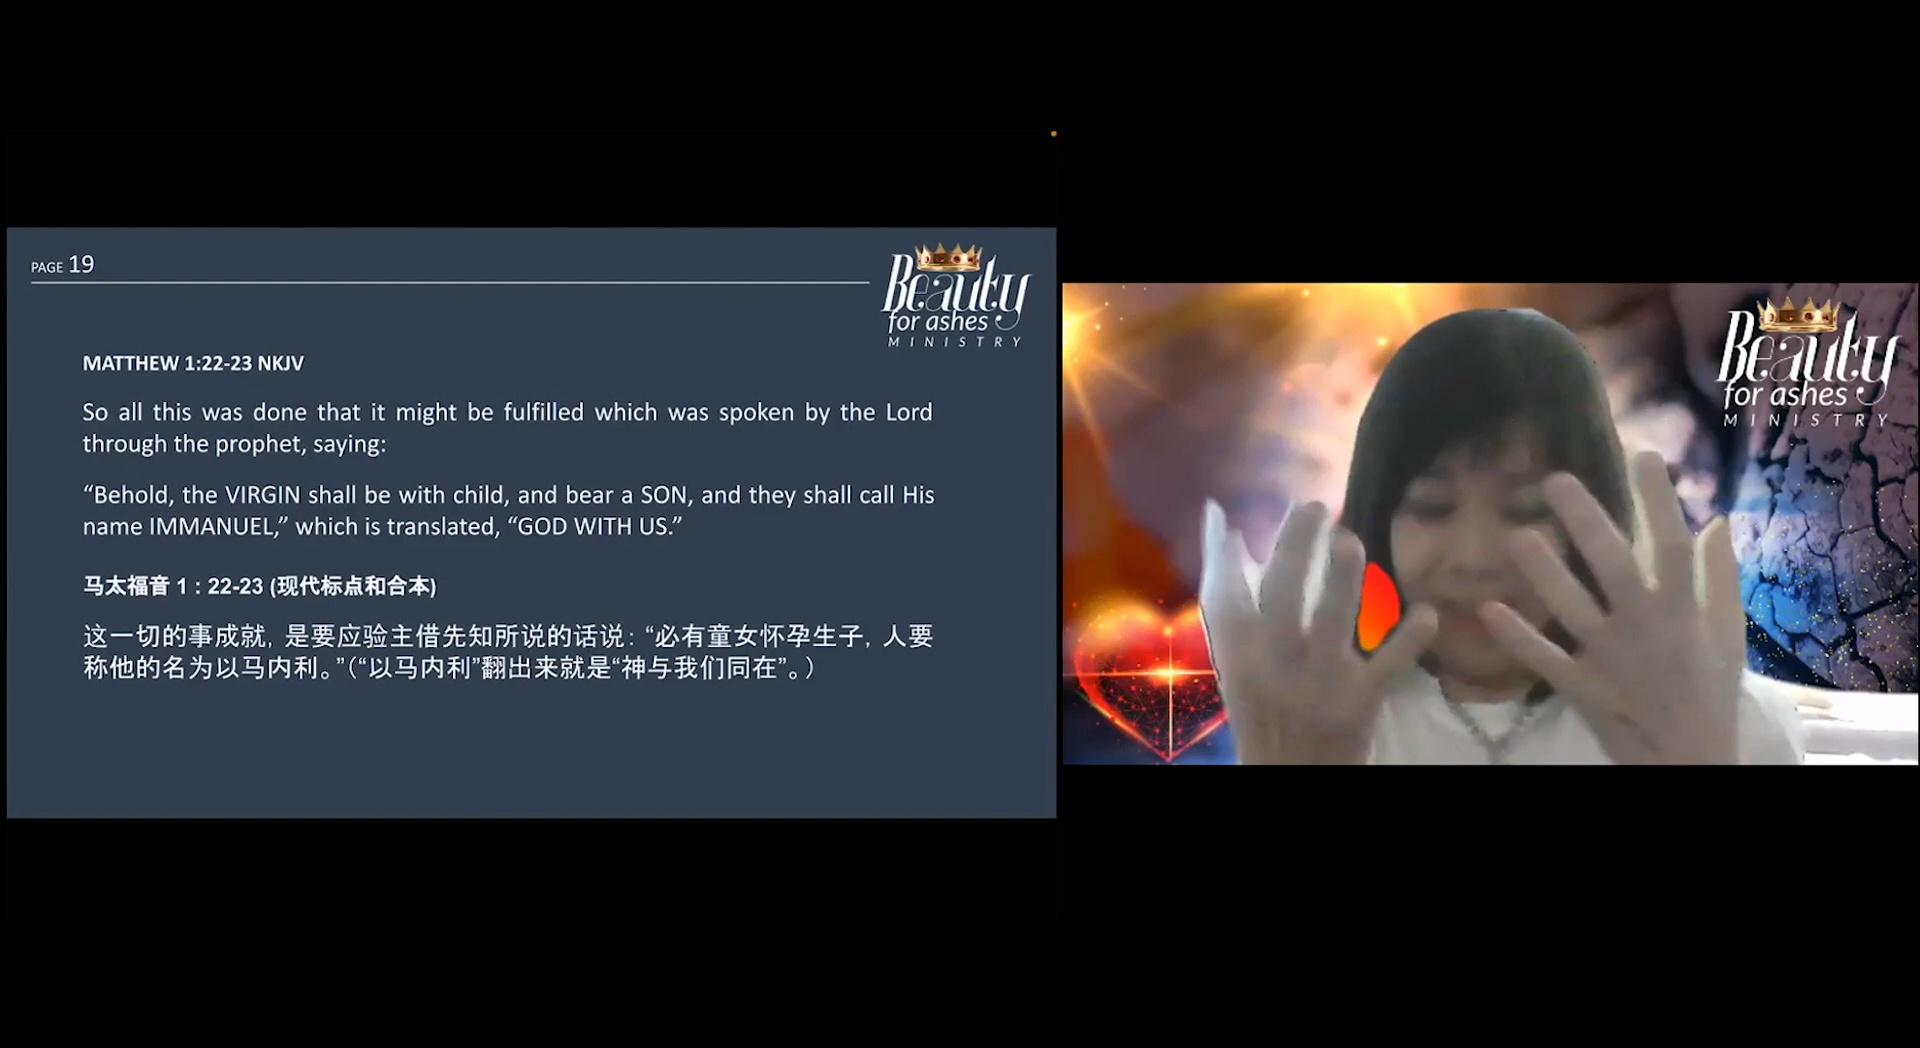 PAGE 19
Beauty
for ashes
MINISTRY
MATTHEW 1:22-23 NKJV
So all this was done that it might be fulfilled which was spoken by the Lord
through the prophet, saying:
“Behold, the VIRGIN shall be with child, and bear a SON, and they shall call His
name IMMANUEL,” which is translated, “GOD WITH US.”
马太福音 1 : 22-23 (现代标点和合本)
这一切的事成就, 是要应验主借先知所说的话说: “必有童女怀孕生子, 人要
称他的名为以马内利。”(“以马内利”翻出来就是“神与我们同在”。)
Beauty
for ashes
MINISTRY